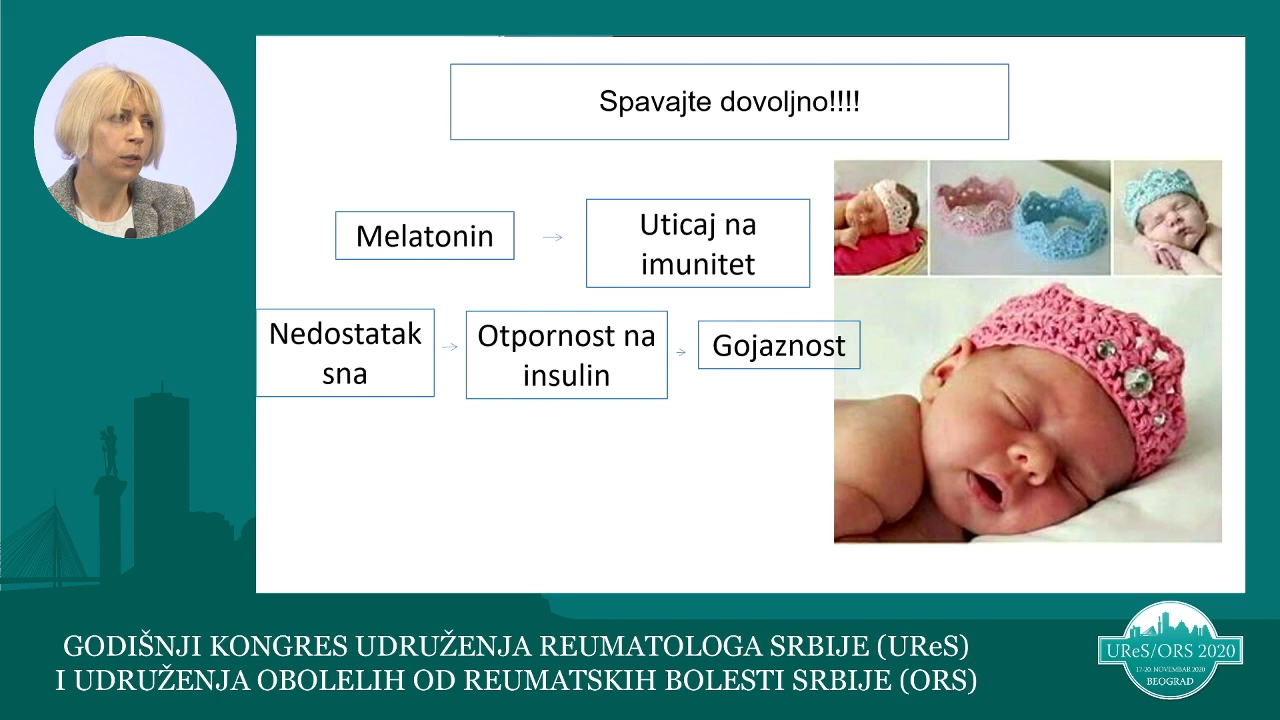 Spavajte dovoljno!!!!
Melatonin
Uticaj na
imunitet
Nedostatak
sna
Otpornost na
insulin
Gojaznost
GODIŠNJI KONGRES UDRUŽENJA REUMATOLOGA SRBIJE (UReS)
I UDRUŽENJA OBOLELIH OD REUMATSKIH BOLESTI SRBIJE (ORS)
UReS/ORS 2020
17-20. NOVEMBAR 2020
BEOGRAD